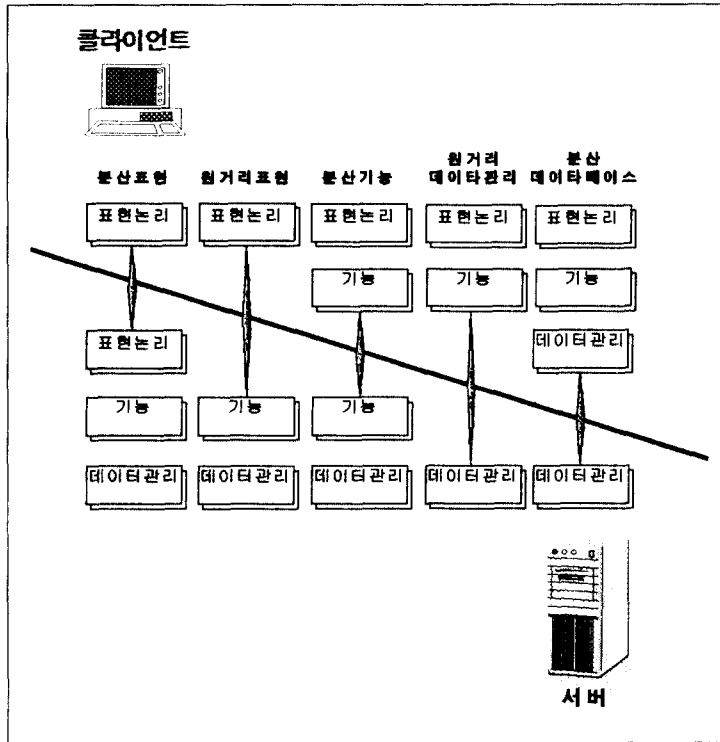 클라이언트
원거리 분산
분산표현 원거리표현 분산기능 데이타관리 데이타베이스
표현논리 표현논리 표현논리 표현논리 표현논리
기능 기능 기능
표현논리 데이터관리
기능 기능 기능
데이터관리 데이터관리 데이터관리 데이터관리 데이터관리
서버